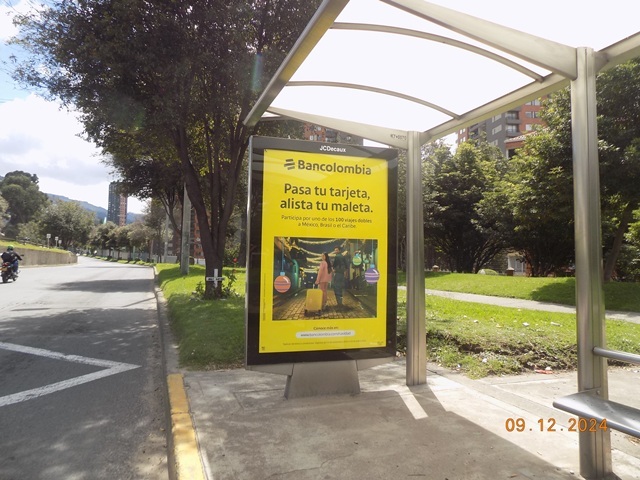 JCDecaux
Bancolombia
Pasa tu tarjeta,
alista tu maleta.
Participa por uno de los 100 viajes dobles
a México, Brasil o el Caribe.
09.12.2024